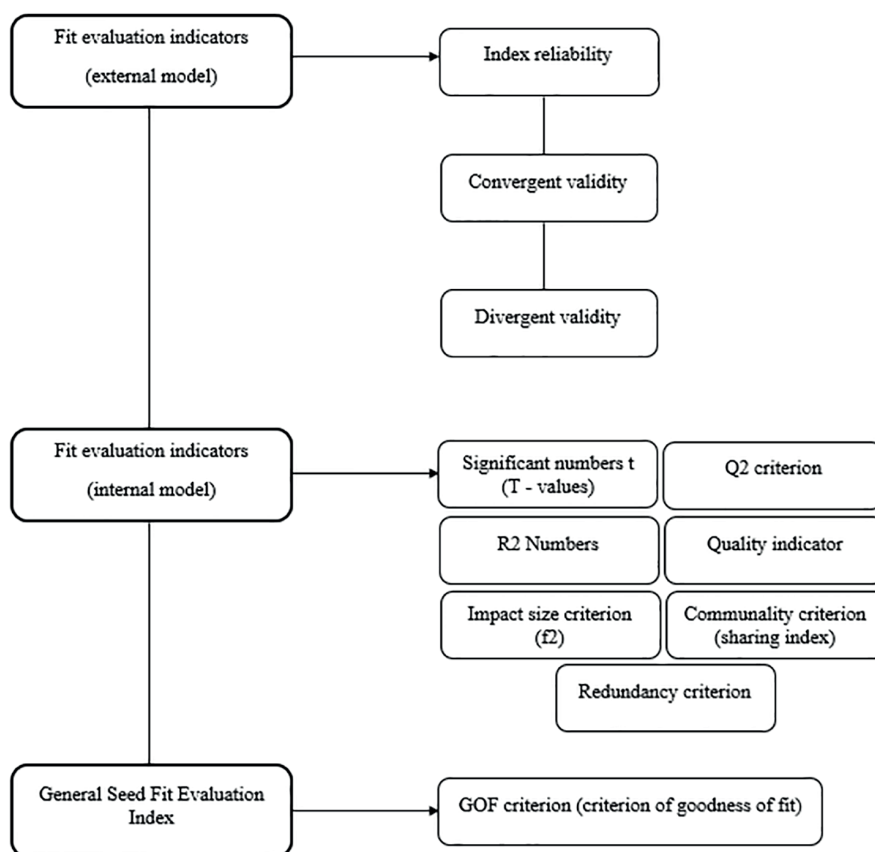 Fit evaluation indicators
(external model)
Index reliability
Convergent validity
Divergent validity
Fit evaluation indicators
(internal model)
Significant numbers t
(T - values)
Q2 criterion
R2 Numbers
Quality indicator
Impact size criterion
(f2)
Communality criterion
(sharing index)
Redundancy criterion
General Seed Fit Evaluation
Index
GOF criterion (criterion of goodness of fit)